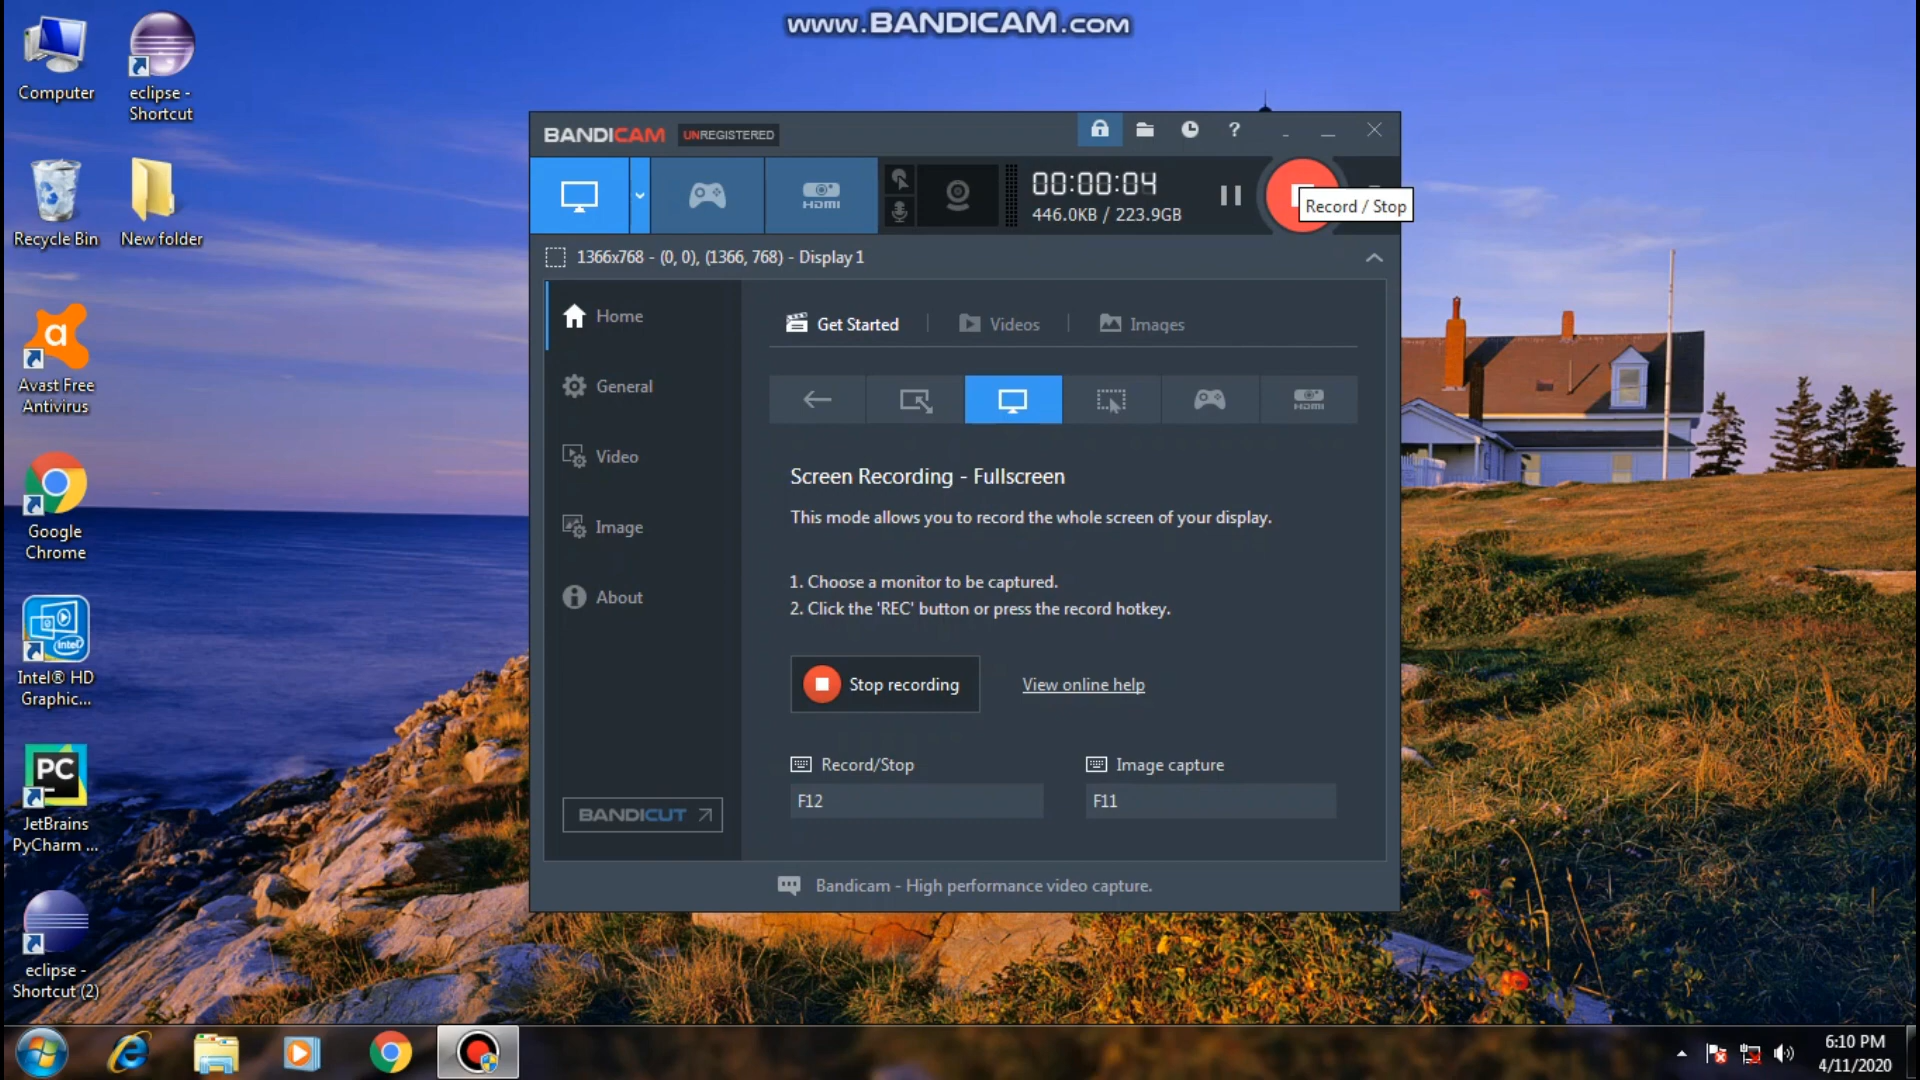 www.BANDICAM.com
Computer
eclipse -
Shortcut
Recycle Bin
New folder
a
Avast Free
Antivirus
Google
Chrome
intel
Intel® HD
Graphic...
PC
JetBrains
PyCharm ...
eclipse -
Shortcut (2)
BANDICAM UNREGISTERED
?
HDMI
00:00:04
446.0KB / 223.9GB
Record / Stop
1366x768 - (0, 0), (1366, 768) - Display 1
Home
General
Video
Image
About
BANDICUT
Get Started
Videos
Images
HDMI
Screen Recording - Fullscreen
This mode allows you to record the whole screen of your display.
1. Choose a monitor to be captured.
2. Click the 'REC' button or press the record hotkey.
Stop recording
View online help
Record/Stop
Image capture
F12
F11
Bandicam - High performance video capture.
6:10 PM
4/11/2020